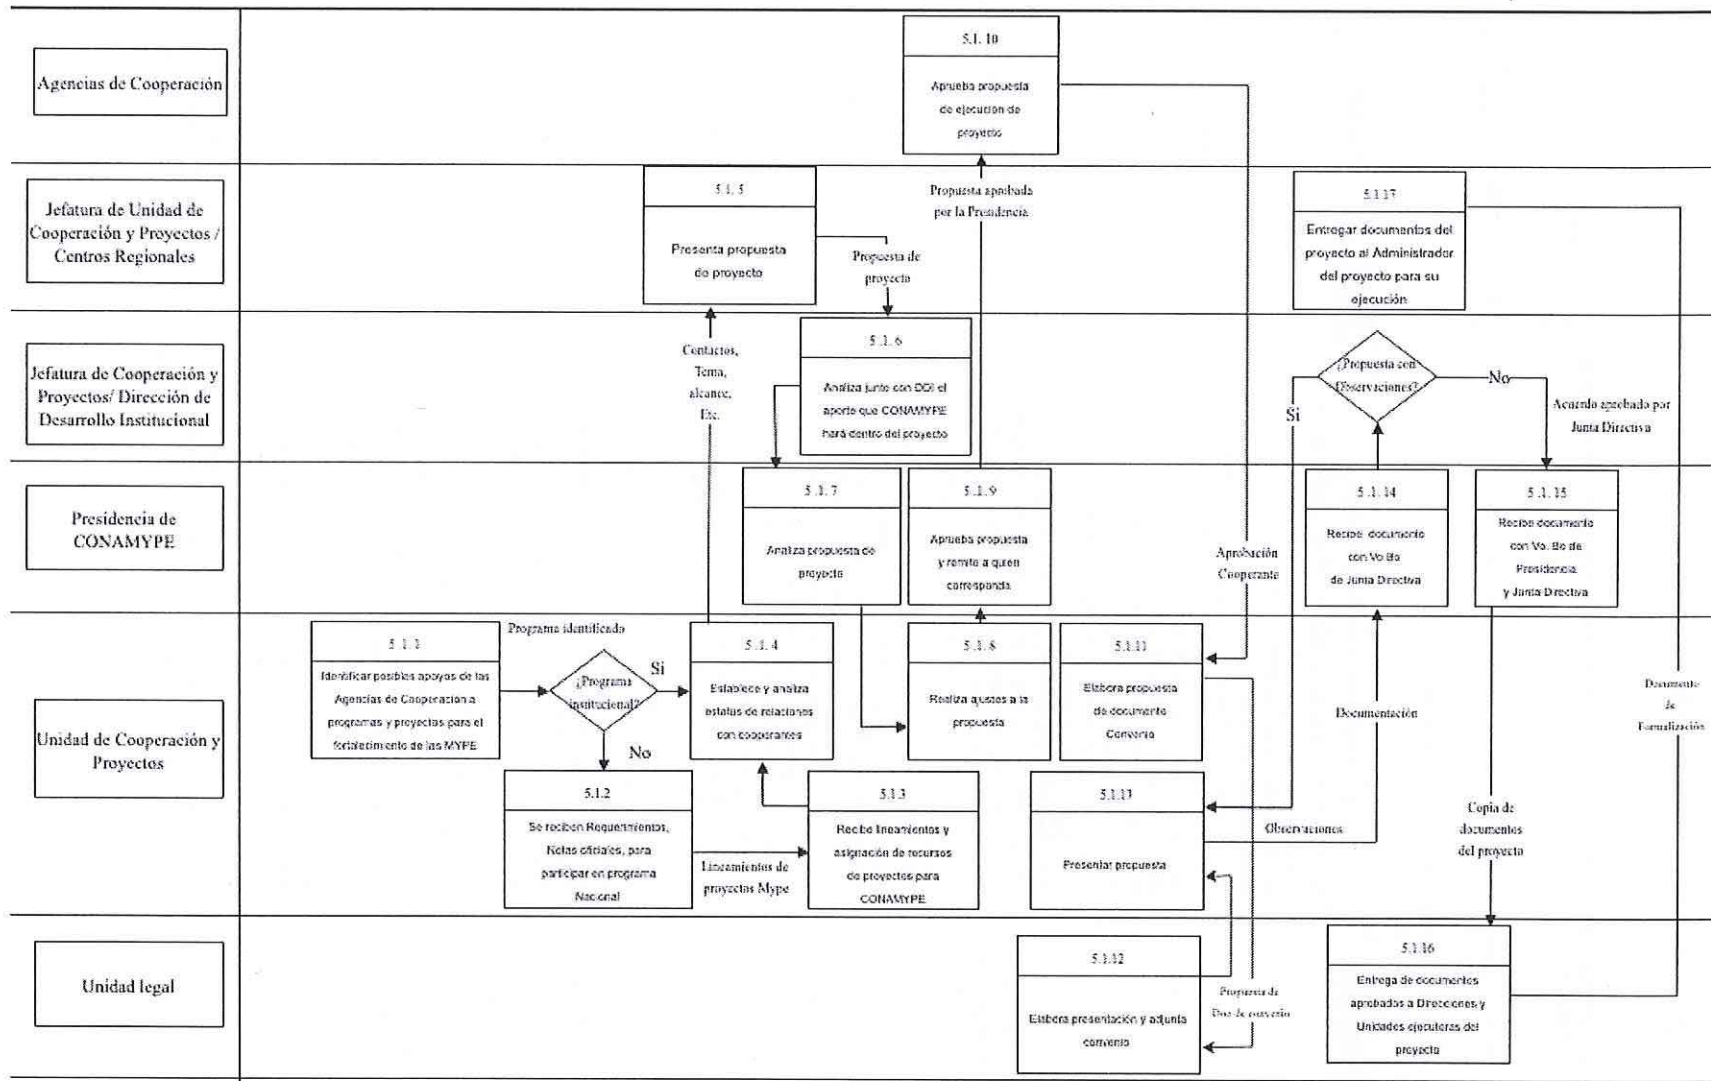 Agencias de Cooperación
5.1. 10
Aprueba propuesta
de ejecución de
proyecto
Jefatura de Unidad de
Cooperación y Proyectos /
Centros Regionales
5.1. 5
Presenta propuesta
de proyecto
Propuesta de
proyecto
Propuesta aprobada
por la Presidencia
5.1.17
Entregar documentos del
proyecto al Administrador
del proyecto para su
ejecución
Jefatura de Cooperación y
Proyectos/ Dirección de
Desarrollo Institucional
Contactos,
Tema,
alcance,
Etc.
5.1. 6
Analiza junto con DDI el
aporte que CONAMYPE
hará dentro del proyecto
¿Propuesta con
Observaciones?
Si
No
Acuerdo aprobado por
Junta Directiva
Presidencia de
CONAMYPE
5.1. 7
Analiza propuesta de
proyecto
5.1. 9
Aprueba propuesta
y remite a quien
corresponda
Aprobación
Cooperante
5.1. 14
Recibe documento
con Vo Bo
de Junta Directiva
5.1. 15
Recibe documento
con Vo. Bo de
Presidencia
y Junta Directiva
Unidad de Cooperación y
Proyectos
5.1.1
Identificar posibles apoyos de las
Agencias de Cooperación a
programas y proyectos para el
fortalecimiento de las MYPE
Programa identificado
¿Programa
institucional?
Si
No
5.1. 4
Establece y analiza
estatus de relaciones
con cooperantes
5.1. 8
Realiza ajustes a la
propuesta
5.1.11
Elabora propuesta
de documento
Convenio
Documentación
Documento
de
Formalización
5.1.2
Se reciben Requerimientos,
Notas oficiales, para
participar en programa
Nacional
Lineamientos de
proyectos Mype
5.1.3
Recibe lineamientos y
asignación de recursos
de proyectos para
CONAMYPE
5.1.13
Presentar propuesta
Observaciones
Copia de
documentos
del proyecto
Unidad legal
5.1.12
Elabora presentación y adjunta
convenio
Propuesta de
Doc de convenio
5.1.16
Entrega de documentos
aprobados a Direcciones y
Unidades ejecutoras del
proyecto